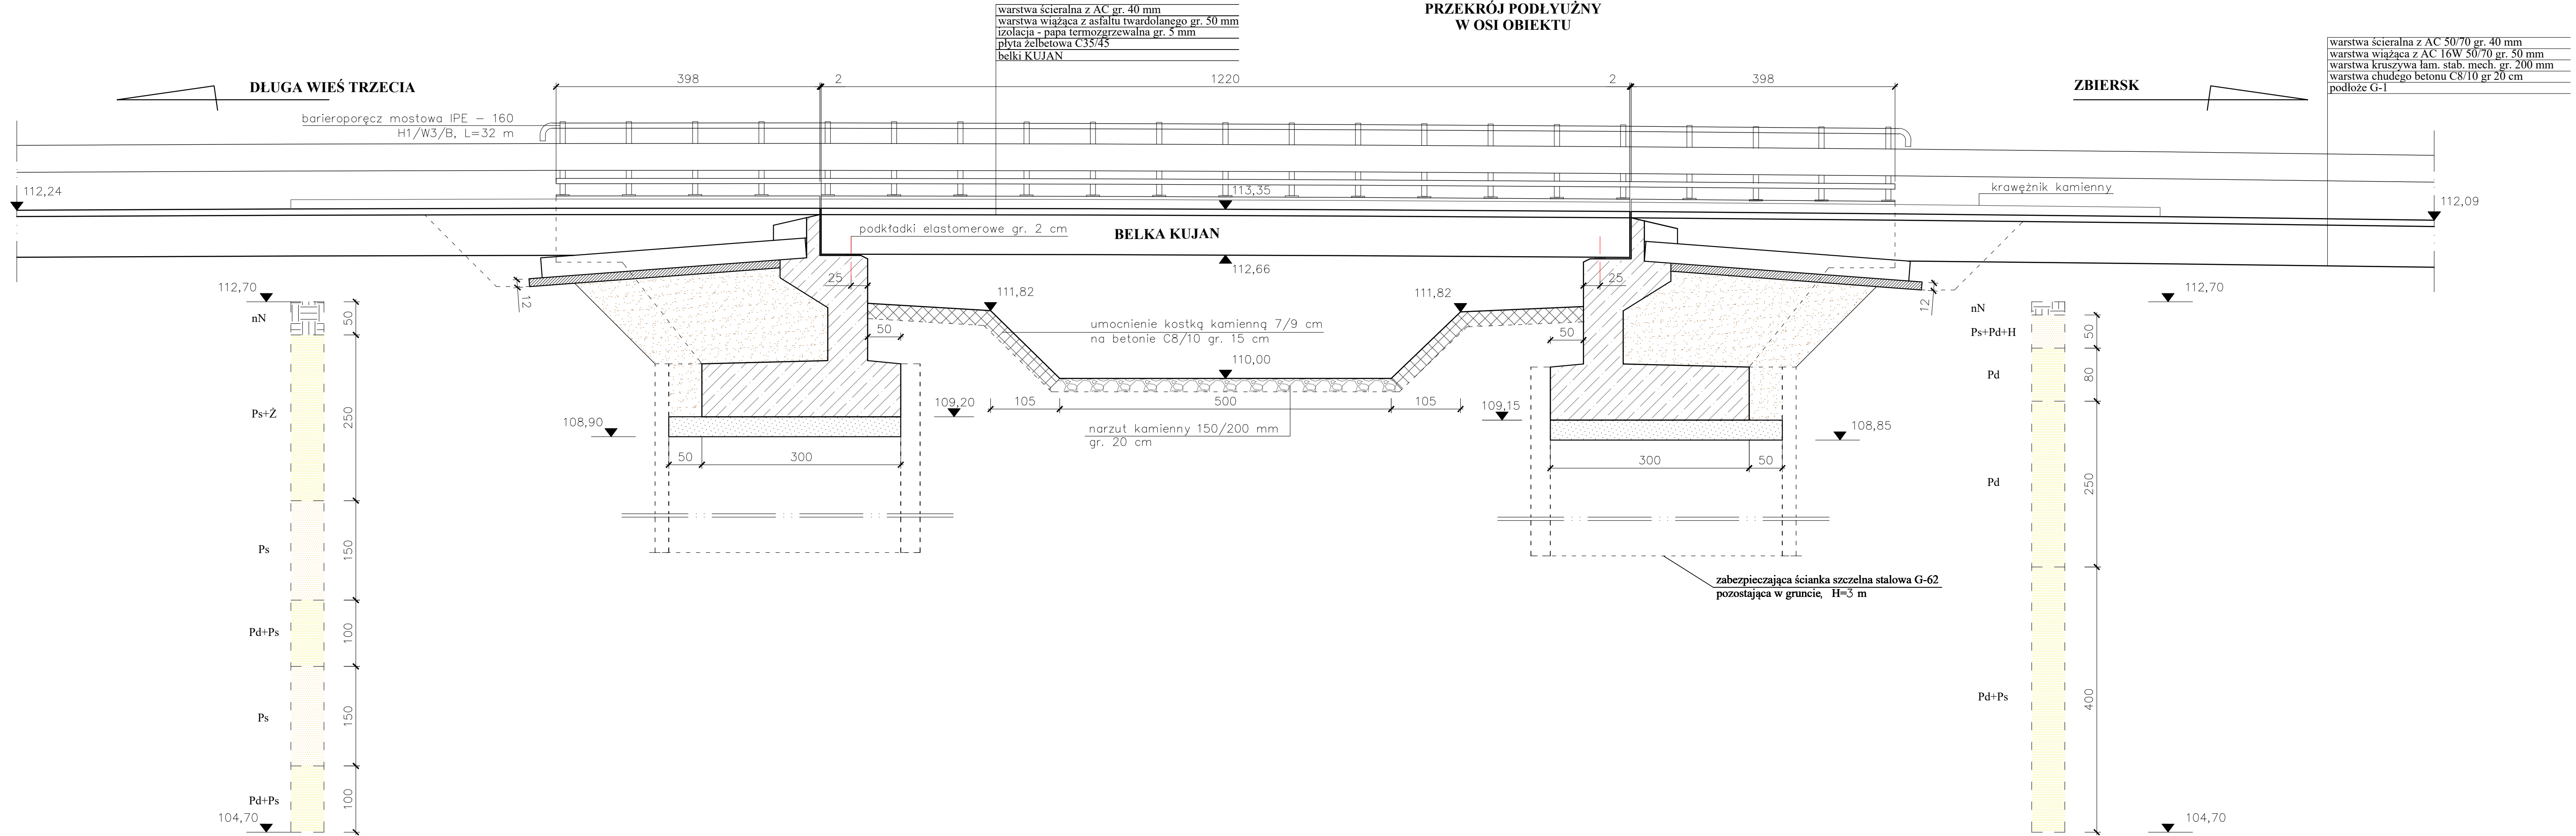 PRZEKRÓJ PODŁYUŻNY
W OSI OBIEKTU
warstwa ścieralna z AC gr. 40 mm
warstwa wiążąca z asfaltu twardolanego gr. 50 mm
izolacja - papa termozgrzewalna gr. 5 mm
płyta żelbetowa C35/45
belki KUJAN
warstwa ścieralna z AC 50/70 gr. 40 mm
warstwa wiążąca z AC 16W 50/70 gr. 50 mm
warstwa kruszywa łam. stab. mech. gr. 200 mm
warstwa chudego betonu C8/10 gr 20 cm
podłoże G-1
DŁUGA WIEŚ TRZECIA
ZBIERSK
398
2
1220
2
398
barieroporęcz mostowa IPE – 160
H1/W3/B, L=32 m
112,24
113,35
krawężnik kamienny
112,09
podkładki elastomerowe gr. 2 cm
BELKA KUJAN
112,66
25
25
12
12
112,70
nN
50
111,82
111,82
112,70
nN
Ps+Pd+H
50
umocnienie kostką kamienną 7/9 cm
na betonie C8/10 gr. 15 cm
50
50
110,00
Pd
80
Ps+Ż
250
108,90
109,20
105
500
105
109,15
108,85
narzut kamienny 150/200 mm
gr. 20 cm
50
300
300
50
Pd
250
Ps
150
zabezpieczająca ścianka szczelna stalowa G-62
pozostająca w gruncie, H=3 m
Pd+Ps
100
Pd+Ps
400
Ps
150
Pd+Ps
100
104,70
104,70